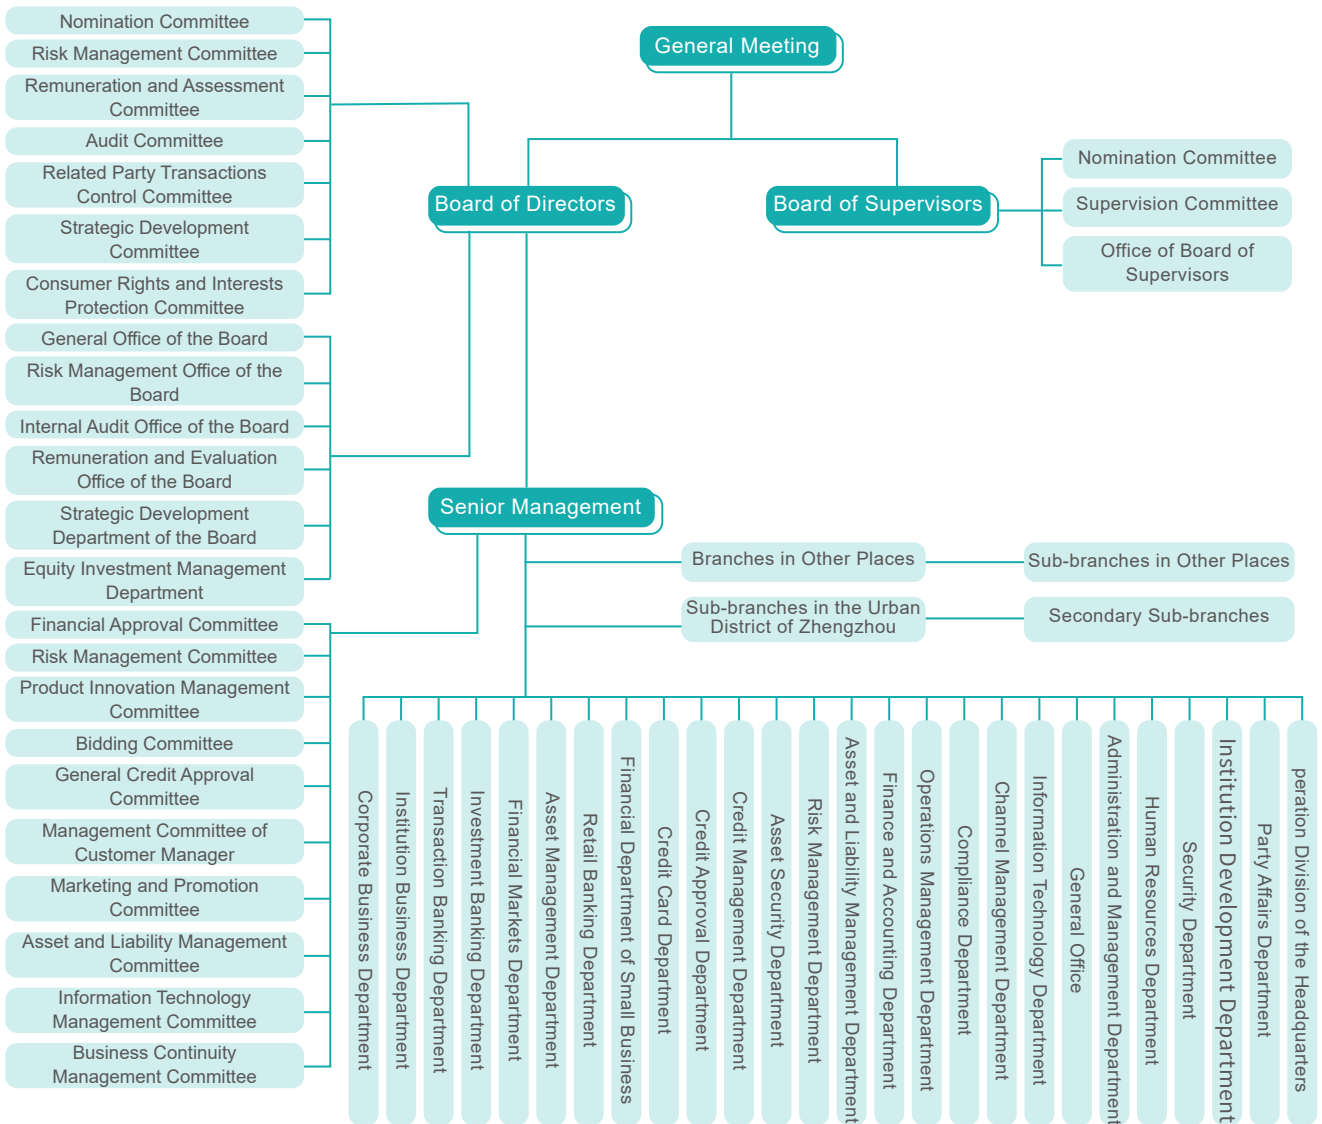 General Meeting
Board of Directors
Board of Supervisors
Nomination Committee
Risk Management Committee
Remuneration and Assessment
Committee
Audit Committee
Related Party Transactions
Control Committee
Strategic Development
Committee
Consumer Rights and Interests
Protection Committee
General Office of the Board
Risk Management Office of the
Board
Internal Audit Office of the Board
Remuneration and Evaluation
Office of the Board
Strategic Development
Department of the Board
Equity Investment Management
Department
Financial Approval Committee
Risk Management Committee
Product Innovation Management
Committee
Bidding Committee
General Credit Approval
Committee
Management Committee of
Customer Manager
Marketing and Promotion
Committee
Asset and Liability Management
Committee
Information Technology
Management Committee
Business Continuity
Management Committee
Nomination Committee
Supervision Committee
Office of Board of
Supervisors
Senior Management
Branches in Other Places
Sub-branches in Other Places
Sub-branches in the Urban
District of Zhengzhou
Secondary Sub-branches
Corporate Business Department
Institution Business Department
Transaction Banking Department
Investment Banking Department
Financial Markets Department
Asset Management Department
Retail Banking Department
Financial Department of Small Business
Credit Card Department
Credit Approval Department
Credit Management Department
Asset Security Department
Risk Management Department
Asset and Liability Management Department
Finance and Accounting Department
Operations Management Department
Compliance Department
Channel Management Department
Information Technology Department
General Office
Administration and Management Department
Human Resources Department
Security Department
Institution Development Department
Party Affairs Department
peration Division of the Headquarters